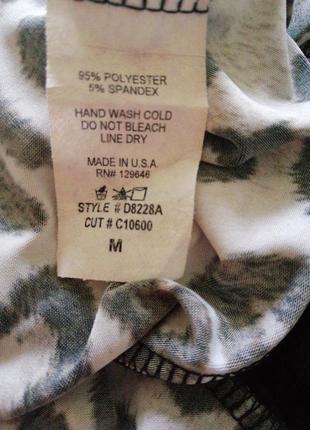 95% POLYESTER
5% SPANDEX
HAND WASH COLD
DO NOT BLEACH
LINE DRY
MADE IN U.S.A.
RN# 129646
STYLE # D8228A
CUT # C10600
M